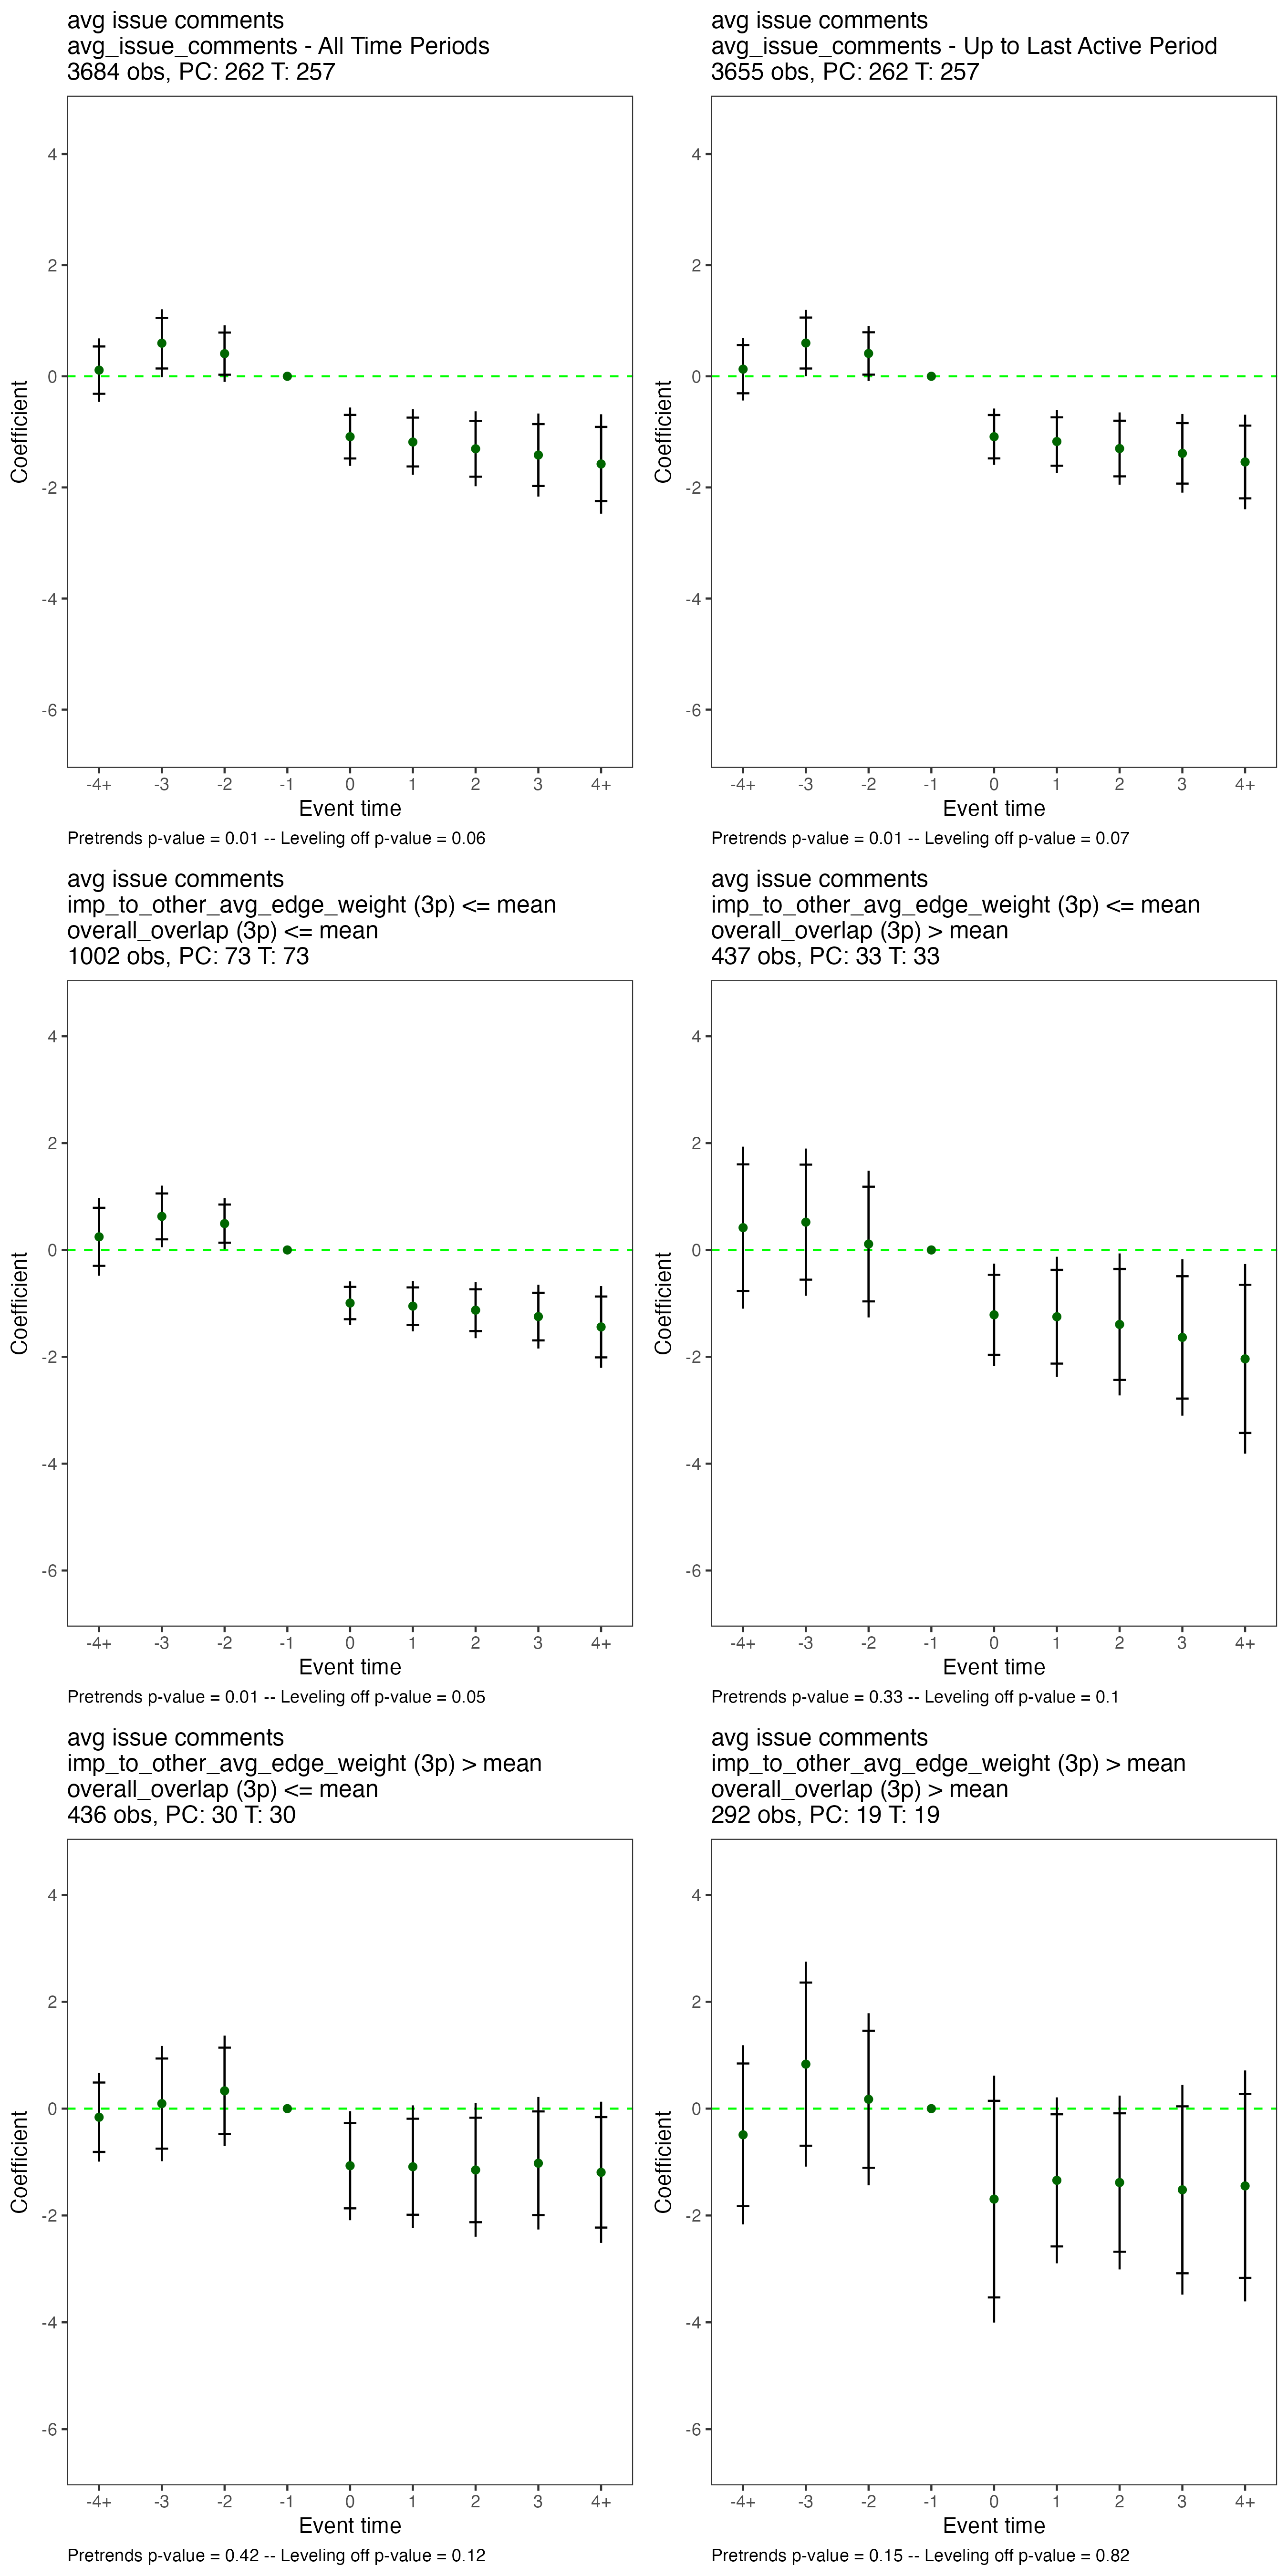 avg issue comments
avg_issue_comments - All Time Periods
3684 obs, PC: 262 T: 257
4
2
0
-2
-4
-6
Coefficient
-4+ -3 -2 -1 0 1 2 3 4+
Event time
Pretrends p-value = 0.01 -- Leveling off p-value = 0.06
avg issue comments
avg_issue_comments - Up to Last Active Period
3655 obs, PC: 262 T: 257
4
2
0
-2
-4
-6
Coefficient
-4+ -3 -2 -1 0 1 2 3 4+
Event time
Pretrends p-value = 0.01 -- Leveling off p-value = 0.07
avg issue comments
imp_to_other_avg_edge_weight (3p) <= mean
overall_overlap (3p) <= mean
1002 obs, PC: 73 T: 73
4
2
0
-2
-4
-6
Coefficient
-4+ -3 -2 -1 0 1 2 3 4+
Event time
Pretrends p-value = 0.01 -- Leveling off p-value = 0.05
avg issue comments
imp_to_other_avg_edge_weight (3p) <= mean
overall_overlap (3p) > mean
437 obs, PC: 33 T: 33
4
2
0
-2
-4
-6
Coefficient
-4+ -3 -2 -1 0 1 2 3 4+
Event time
Pretrends p-value = 0.33 -- Leveling off p-value = 0.1
avg issue comments
imp_to_other_avg_edge_weight (3p) > mean
overall_overlap (3p) <= mean
436 obs, PC: 30 T: 30
4
2
0
-2
-4
-6
Coefficient
-4+ -3 -2 -1 0 1 2 3 4+
Event time
Pretrends p-value = 0.42 -- Leveling off p-value = 0.12
avg issue comments
imp_to_other_avg_edge_weight (3p) > mean
overall_overlap (3p) > mean
292 obs, PC: 19 T: 19
4
2
0
-2
-4
-6
Coefficient
-4+ -3 -2 -1 0 1 2 3 4+
Event time
Pretrends p-value = 0.15 -- Leveling off p-value = 0.82